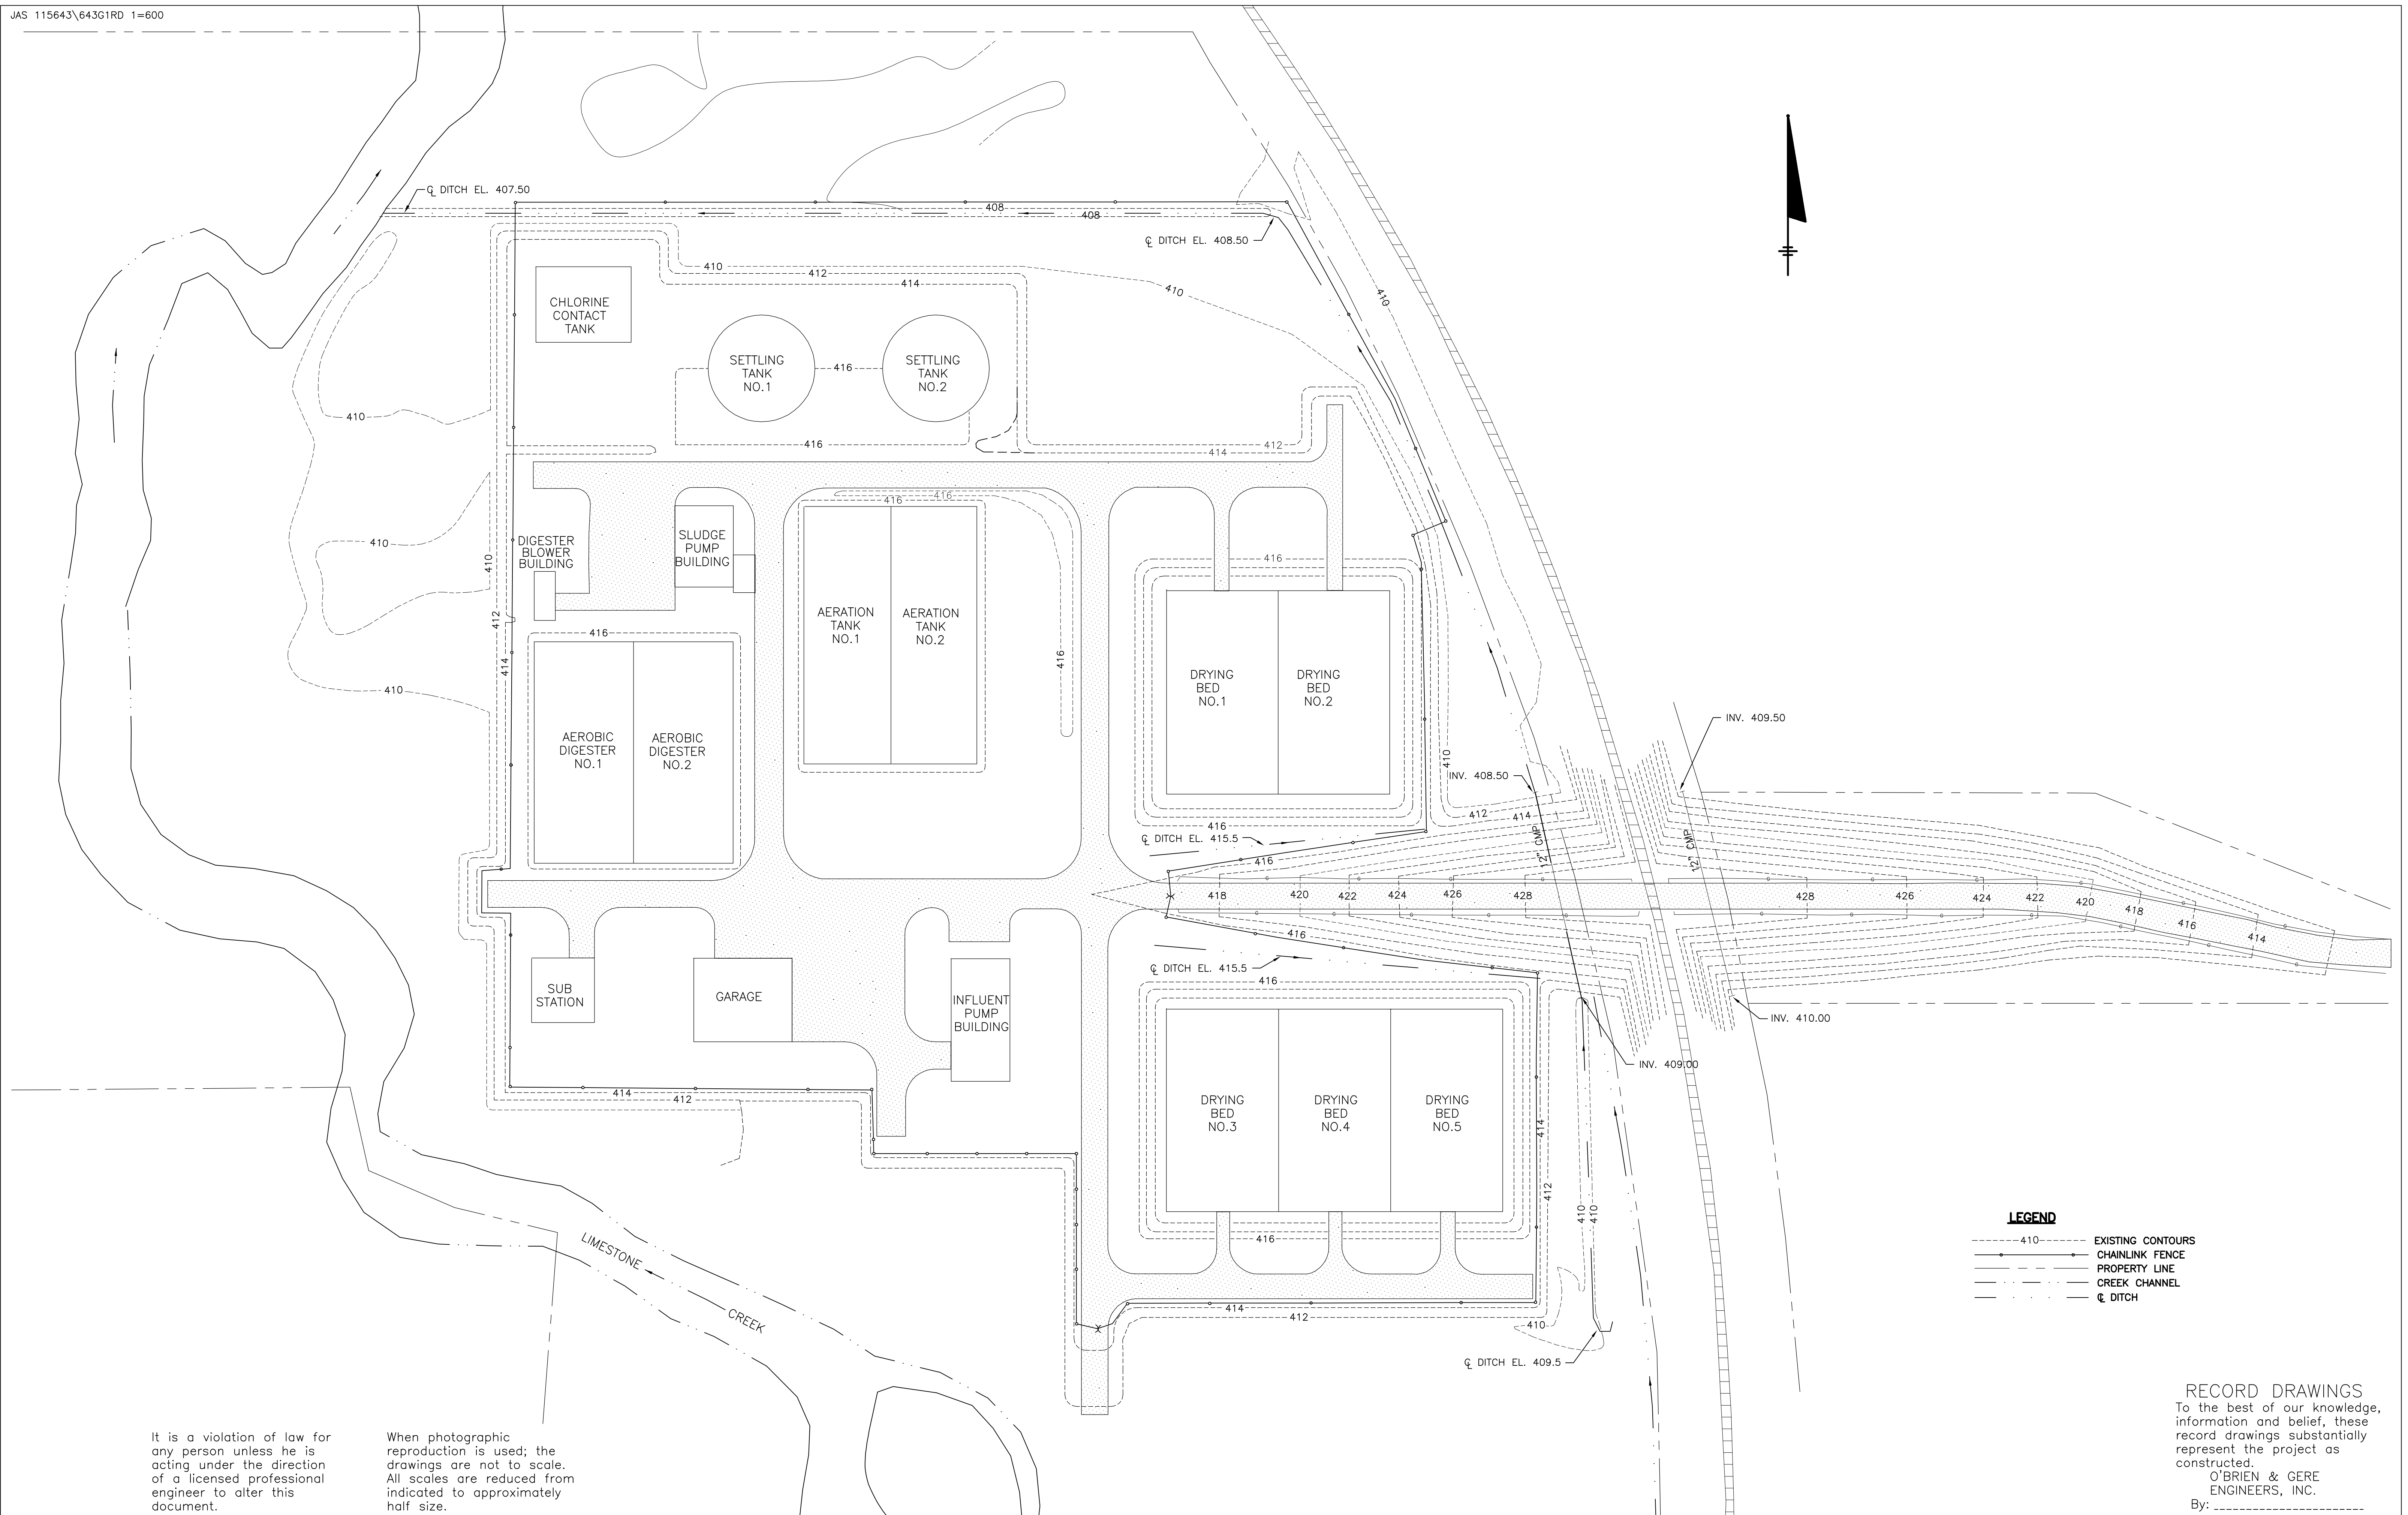 JAS 115643\643G1RD 1=600
℄ DITCH EL. 407.50
408
408
℄ DITCH EL. 408.50
410
412
414
410
410
CHLORINE
CONTACT
TANK
SETTLING
TANK
NO.1
416
SETTLING
TANK
NO.2
410
416
412
414
416
416
410
410
DIGESTER
BLOWER
BUILDING
SLUDGE
PUMP
BUILDING
416
412
414
416
AERATION
TANK
NO.1
AERATION
TANK
NO.2
416
410
DRYING
BED
NO.1
DRYING
BED
NO.2
AEROBIC
DIGESTER
NO.1
AEROBIC
DIGESTER
NO.2
410
INV. 409.50
INV. 408.50
412
414
416
℄ DITCH EL. 415.5
416
12" CMP
12" CMP
418
420
422
424
426
428
428
426
424
422
420
418
416
414
416
℄ DITCH EL. 415.5
416
SUB
STATION
GARAGE
INFLUENT
PUMP
BUILDING
INV. 410.00
INV. 409.00
414
412
DRYING
BED
NO.3
DRYING
BED
NO.4
DRYING
BED
NO.5
414
412
410
410
416
414
412
410
℄ DITCH EL. 409.5
LIMESTONE
CREEK
LEGEND
410 EXISTING CONTOURS
CHAINLINK FENCE
PROPERTY LINE
CREEK CHANNEL
℄ DITCH
It is a violation of law for
any person unless he is
acting under the direction
of a licensed professional
engineer to alter this
document.
When photographic
reproduction is used; the
drawings are not to scale.
All scales are reduced from
indicated to approximately
half size.
RECORD DRAWINGS
To the best of our knowledge,
information and belief, these
record drawings substantially
represent the project as
constructed.
O'BRIEN & GERE
ENGINEERS, INC.
By: ________________________